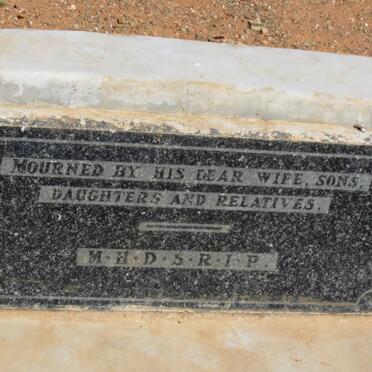 MOURNED BY HIS DEAR WIFE, SONS,
DAUGHTERS AND RELATIVES.
M·H·D·S·R·I·P·